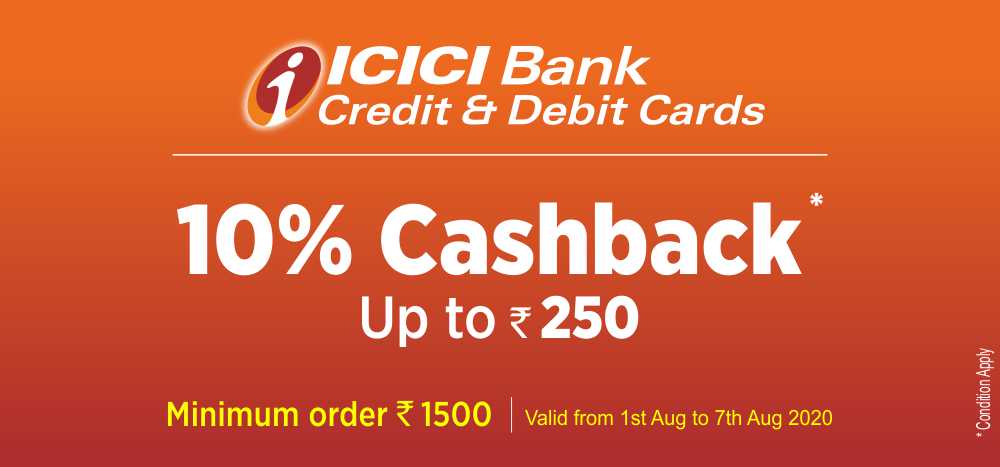 ICICI Bank
Credit & Debit Cards
10% Cashback*
Up to ₹ 250
Minimum order ₹ 1500 | Valid from 1st Aug to 7th Aug 2020
* Condition Apply